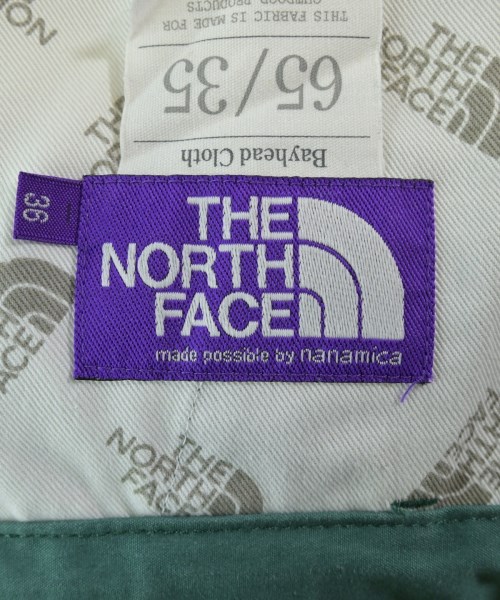 THIS FABRIC IS MADE
OUTDOOR PRODUCTS
65/35
Bayhead Cloth
36
THE
NORTH
FACE
made possible by nanamica
THE
NORTH
FACE
THE
NORTH
FACE